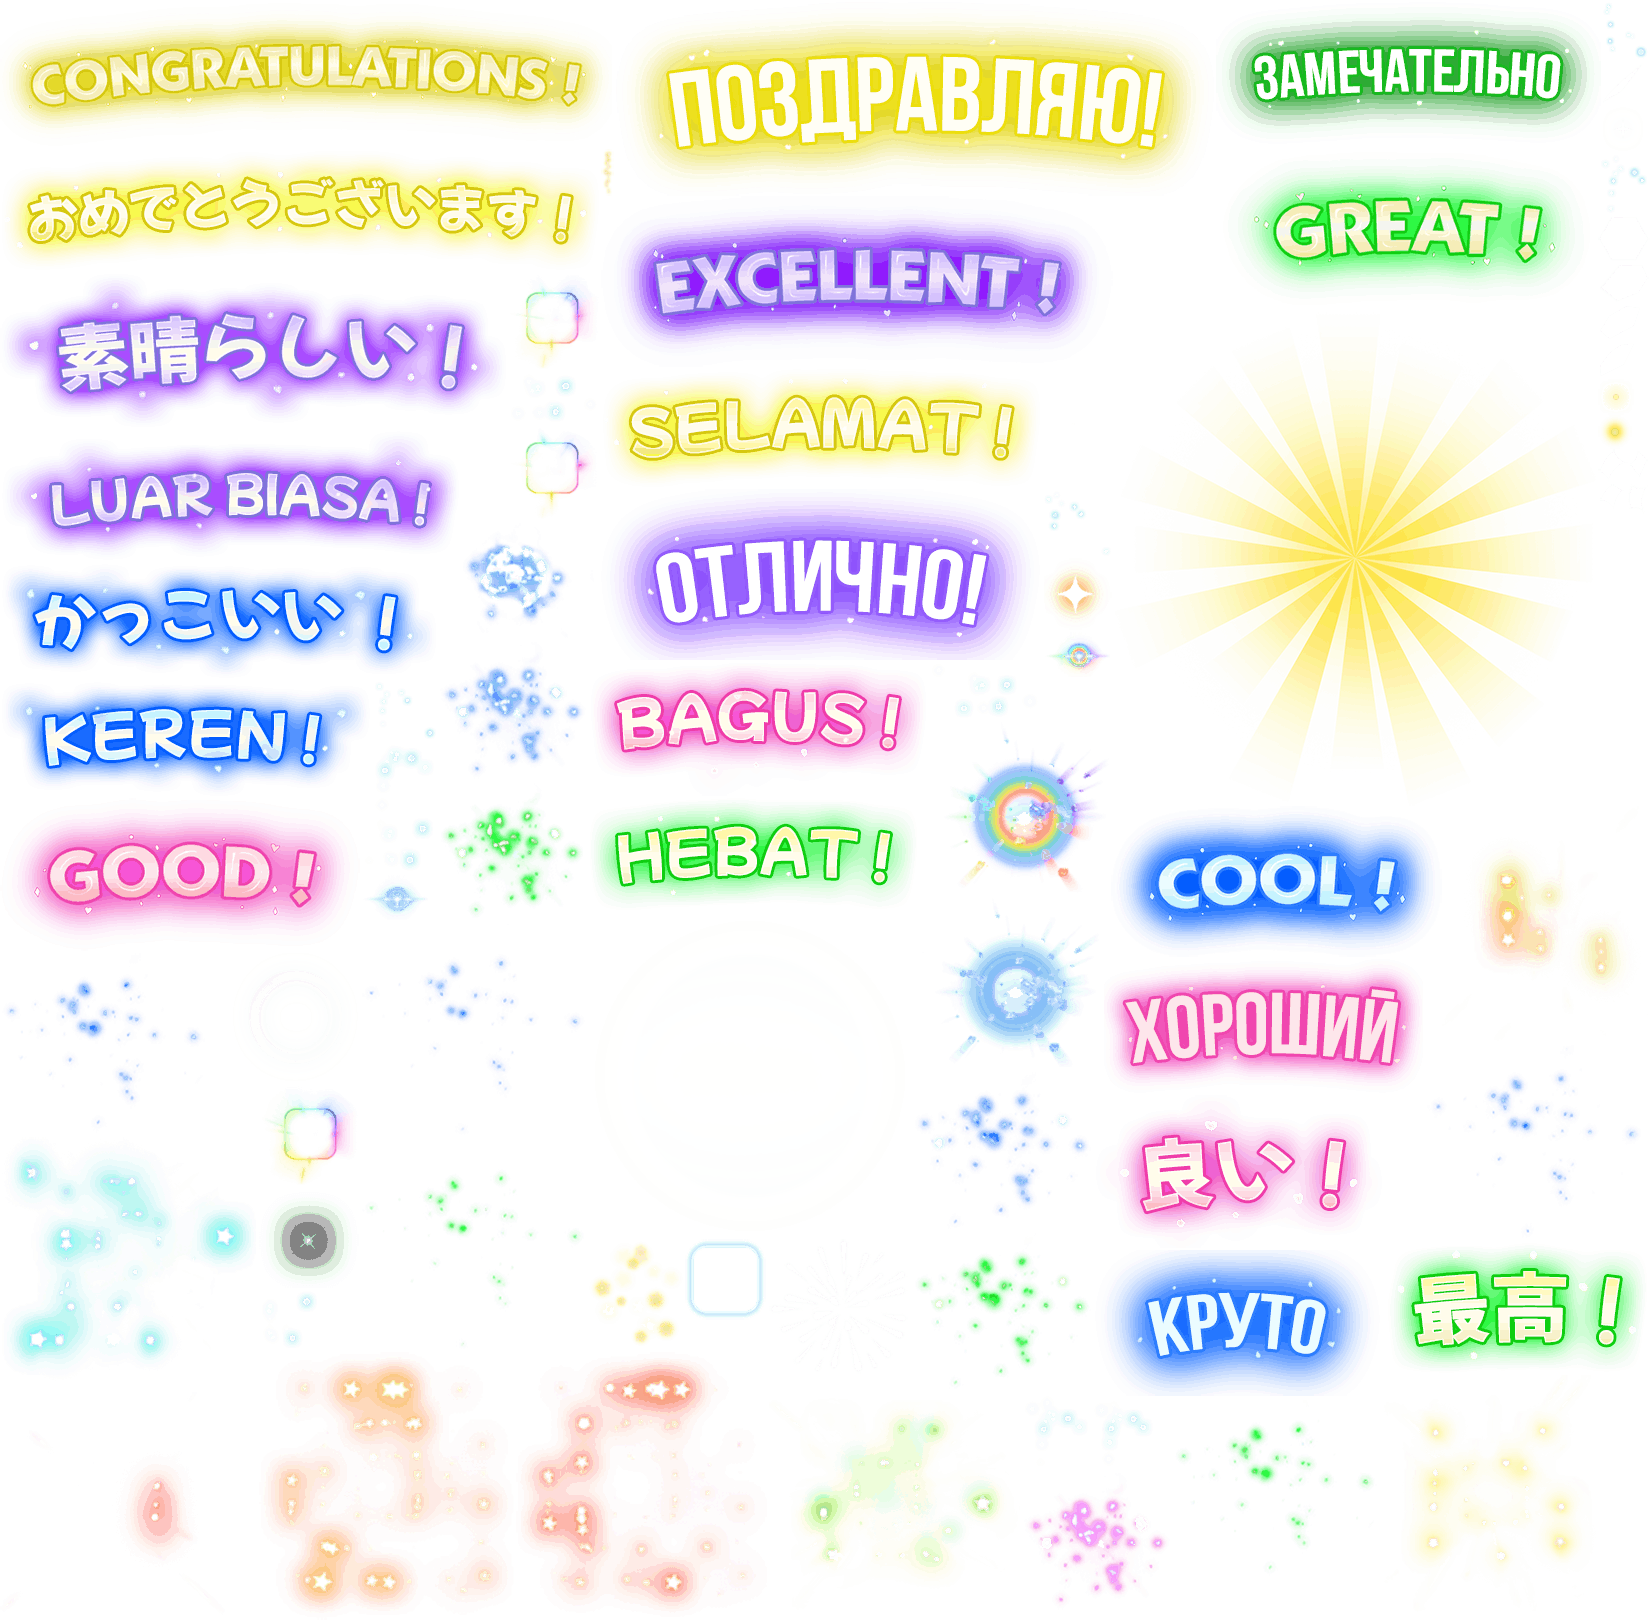 CONGRATULATIONS !
ПОЗДРАВЛЯЮ!
ЗАМЕЧАТЕЛЬНО
おめでとうございます！
GREAT !
EXCELLENT !
素晴らしい！
SELAMAT !
LUAR BIASA !
ОТЛИЧНО!
かっこいい ！
KEREN !
BAGUS !
GOOD !
HEBAT !
COOL !
ХОРОШИЙ
良い！
КРУТО
最高！